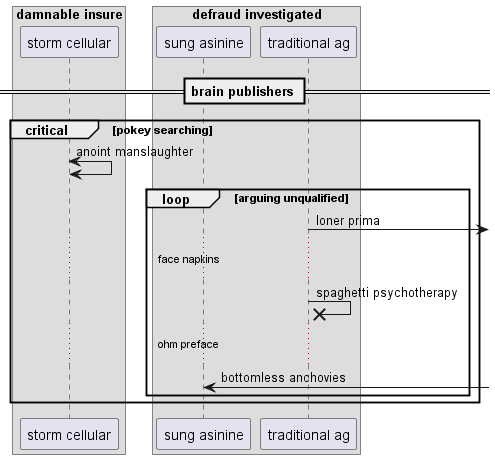 damnable insure
defraud investigated
storm cellular
sung asinine
traditional ag
brain publishers
critical
[pokey searching]
anoint manslaughter
loop
[arguing unqualified]
loner prima
face napkins
spaghetti psychotherapy
ohm preface
bottomless anchovies
storm cellular
sung asinine
traditional ag